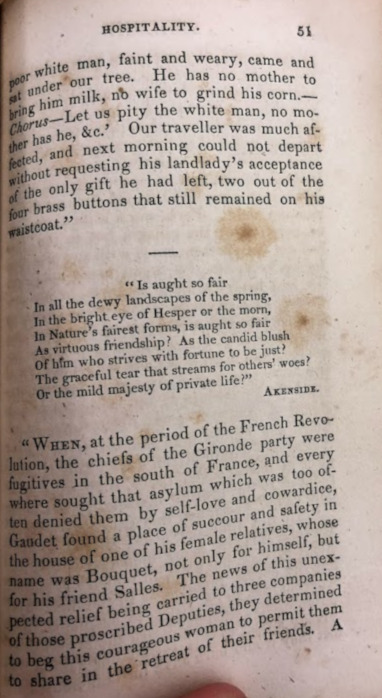 HOSPITALITY. 51
poor white man, faint and weary, came and
sat under our tree. He has no mother to
bring him milk, no wife to grind his corn.—
Chorus—Let us pity the white man, no mo-
ther has he, &c.' Our traveller was much af-
fected, and next morning could not depart
without requesting his landlady's acceptance
of the only gift he had left, two out of the
four brass buttons that still remained on his
waistcoat."
"Is aught so fair
In all the dewy landscapes of the spring,
In the bright eye of Hesper or the morn,
In Nature's fairest forms, is aught so fair
As virtuous friendship? As the candid blush
Of him who strives with fortune to be just?
The graceful tear that streams for others' woes?
Or the mild majesty of private life?"
AKENSIDE.
"WHEN, at the period of the French Revo-
lution, the chiefs of the Gironde party were
fugitives in the south of France, and every
where sought that asylum which was too of-
ten denied them by self-love and cowardice,
Gaudet found a place of succour and safety in
the house of one of his female relatives, whose
name was Bouquet, not only for himself, but
for his friend Salles. The news of this unex-
pected relief being carried to three companies
of those proscribed Deputies, they determined
to beg this courageous woman to permit them
to share in the retreat of their friends. A